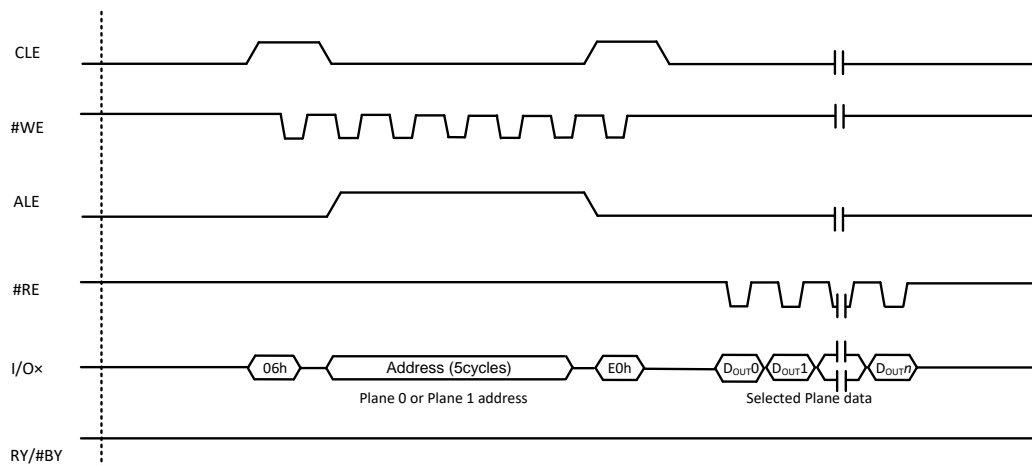 CLE
#WE
ALE
#RE
I/O×
06h
Address (5cycles)
E0h
DOUT0
DOUT1
DOUTn
Plane 0 or Plane 1 address
Selected Plane data
RY/#BY